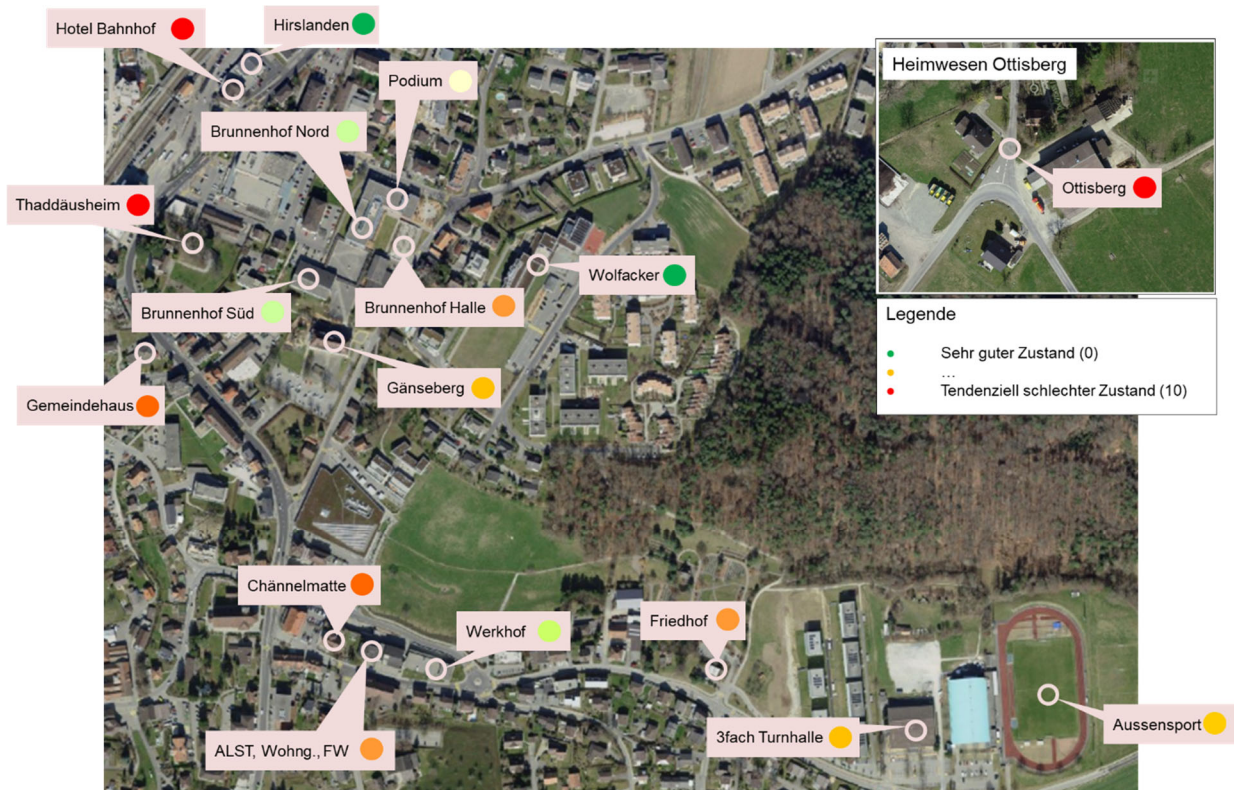 Hotel Bahnhof
Hirslanden
Podium
Brunnenhof Nord
Thaddäusheim
Brunnenhof Süd
Brunnenhof Halle
Wolfacker
Gänseberg
Gemeindehaus
Heimwesen Ottisberg
Ottisberg
Legende
Sehr guter Zustand (0)
...
Tendenziell schlechter Zustand (10)
Chännelmatte
Werkhof
Friedhof
ALST, Wohng., FW
3fach Turnhalle
Aussensport